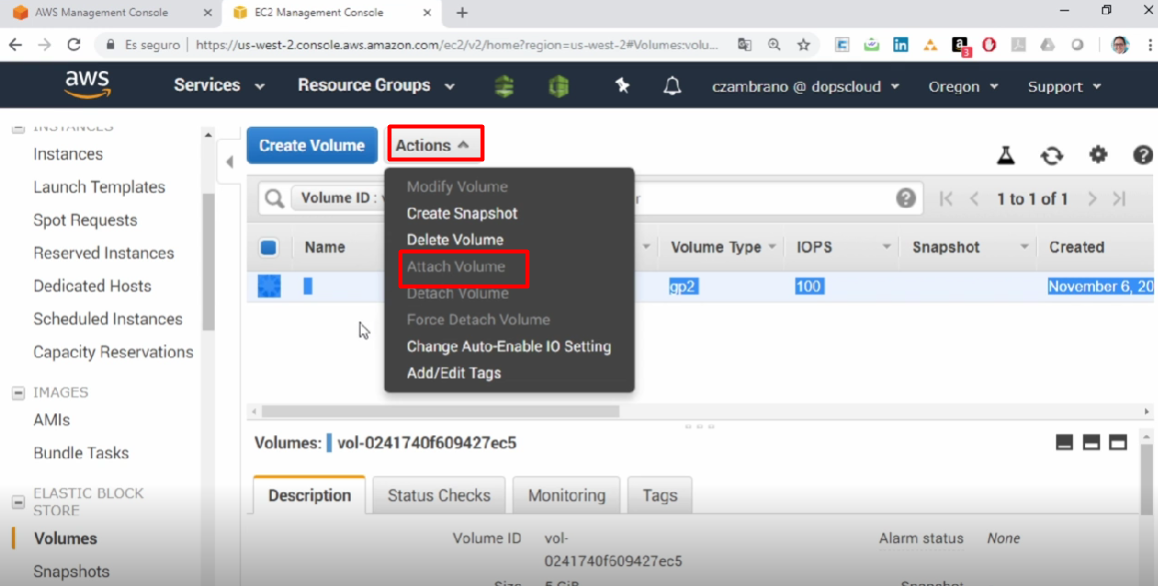 AWS Management Console
EC2 Management Console
Es seguro
https://us-west-2.console.aws.amazon.com/ec2/v2/home?region=us-west-2#Volumes:volu...
3
aws
Services
Resource Groups
czambrano @ dopscloud
Oregon
Support
INSTANCES
Instances
Launch Templates
Spot Requests
Reserved Instances
Dedicated Hosts
Scheduled Instances
Capacity Reservations
IMAGES
AMIs
Bundle Tasks
ELASTIC BLOCK
STORE
Volumes
Snapshots
Create Volume
Actions
Modify Volume
Create Snapshot
Delete Volume
Attach Volume
Detach Volume
Force Detach Volume
Change Auto-Enable IO Setting
Add/Edit Tags
Volume ID :
1 to 1 of 1
Name
Volume Type
IOPS
Snapshot
Created
gp2
100
November 6, 20
Volumes:
vol-0241740f609427ec5
Description
Status Checks
Monitoring
Tags
Volume ID
vol-
0241740f609427ec5
Alarm status
None
Size
5 GiB
Snapshot